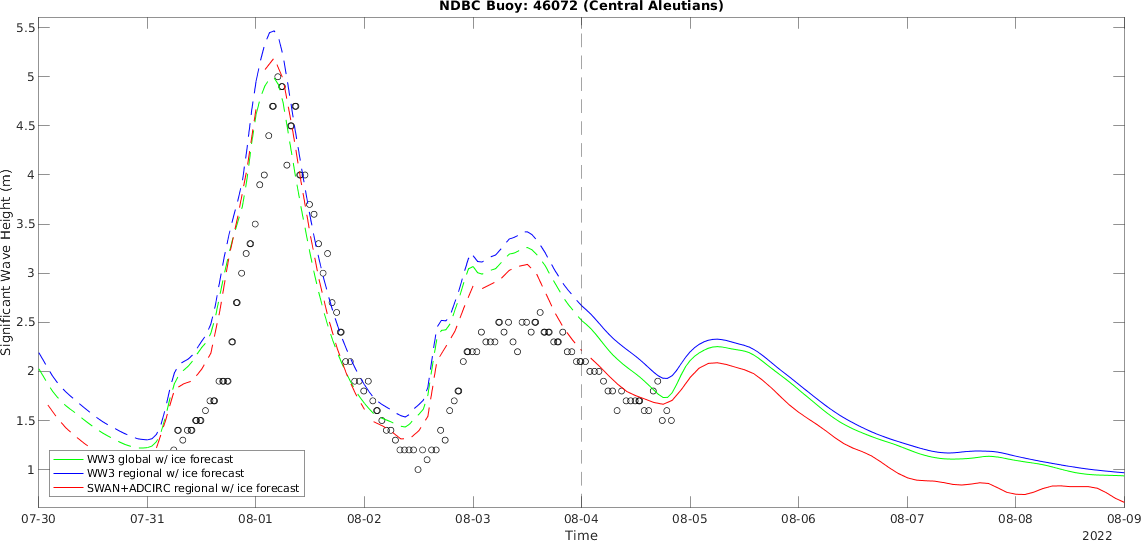 NDBC Buoy: 46072 (Central Aleutians)
5.5
5
4.5
4
3.5
3
2.5
2
1.5
1
Significant Wave Height (m)
WW3 global w/ ice forecast
WW3 regional w/ ice forecast
SWAN+ADCIRC regional w/ ice forecast
07-30 07-31 08-01 08-02 08-03 08-04 08-05 08-06 08-07 08-08 08-09
Time
2022